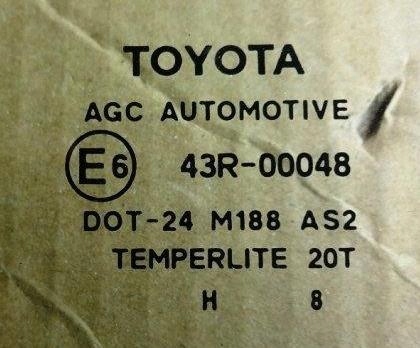 TOYOTA
AGC AUTOMOTIVE
E6 43R-00048
DOT-24 M188 AS2
TEMPERLITE 20T
H 8